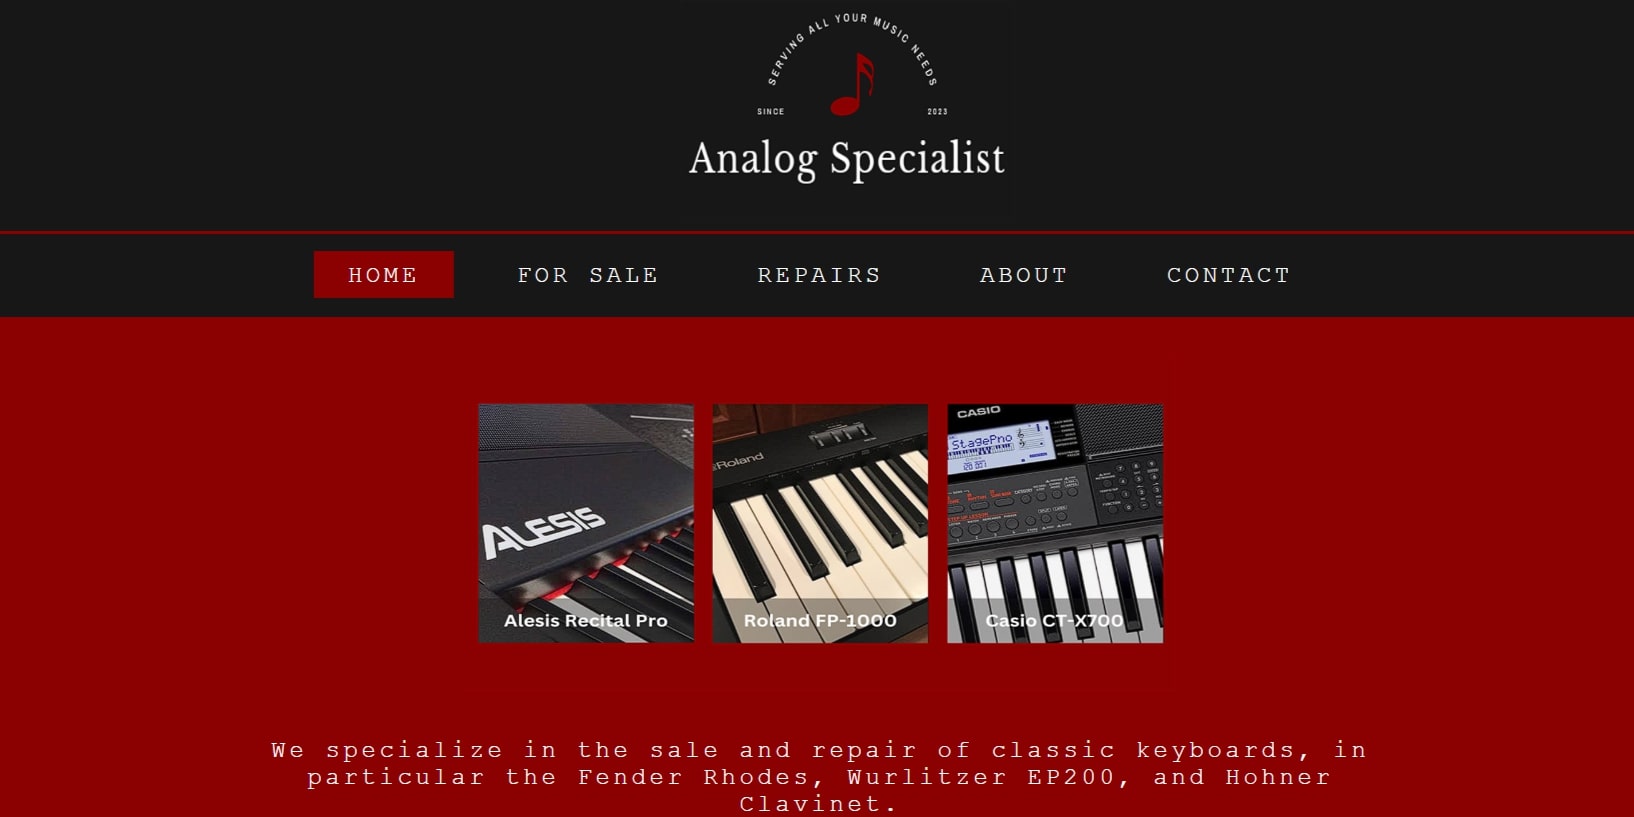 SERVING ALL YOUR MUSIC NEEDS
SINCE 2023
Analog Specialist
HOME FOR SALE REPAIRS ABOUT CONTACT
ALESIS
Roland
CASIO
StagePno
Alesis Recital Pro
Roland FP-1000
Casio CT-X700
We specialize in the sale and repair of classic keyboards, in
particular the Fender Rhodes, Wurlitzer EP200, and Hohner
Clavinet.